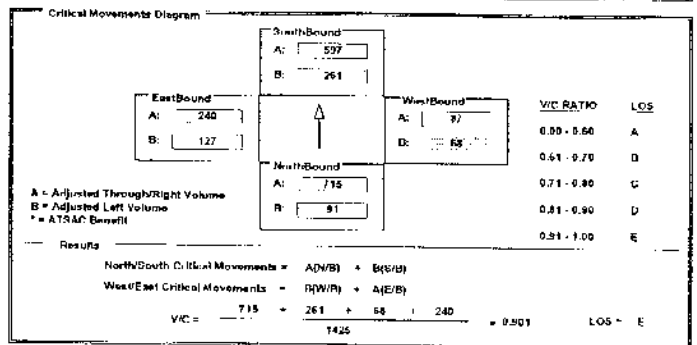 Critical Movements Diagram
SouthBound
A: 597
B: 261
EastBound
A: 240
B: 127
WestBound
A: 87
B: 68
NorthBound
A: 715
B: 91
V/C RATIO LOS
0.00 - 0.60 A
0.61 - 0.70 B
0.71 - 0.80 C
0.81 - 0.90 D
0.91 - 1.00 E
A = Adjusted Through/Right Volume
B = Adjusted Left Volume
* = ATSAC Benefit
Results
North/South Critical Movements = A(N/B) + B(S/B)
West/East Critical Movements = B(W/B) + A(E/B)
V/C = 715 + 261 + 68 + 240 = 0.901 LOS = E
1425